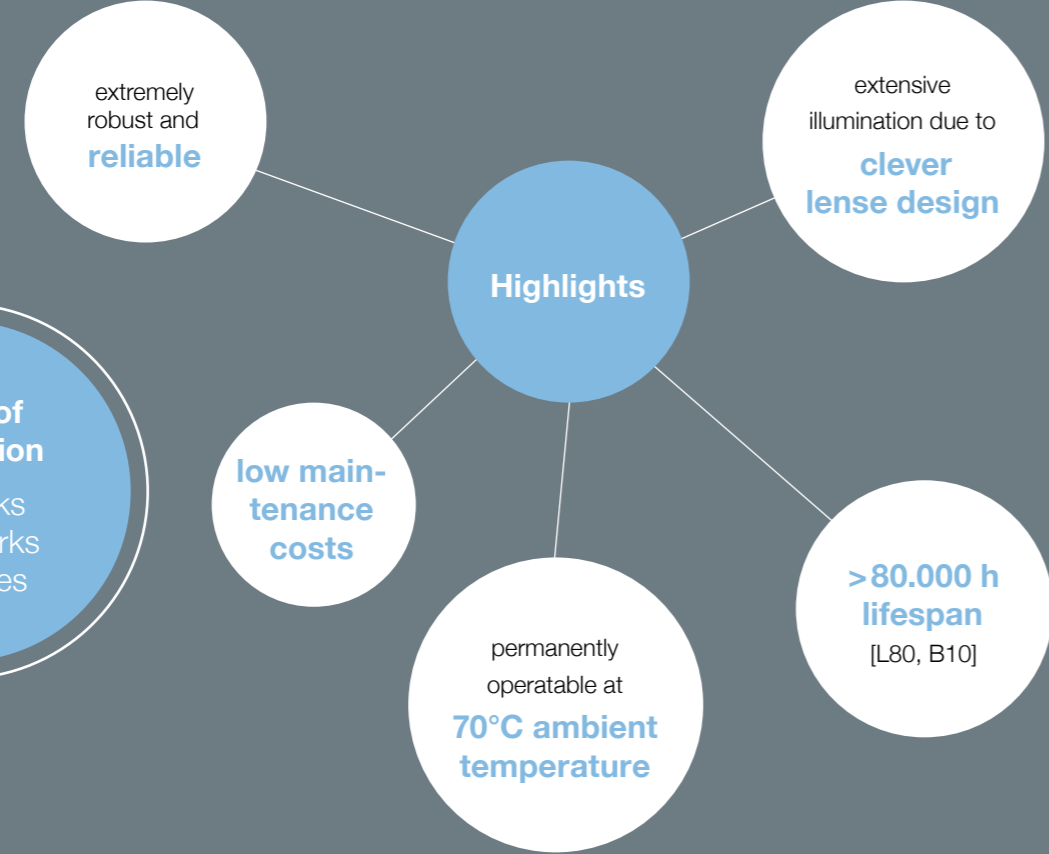 extremely
robust and
reliable
extensive
illumination due to
clever
lense design
Highlights
of
low main-
tenance
costs
>80.000 h
lifespan
[L80, B10]
permanently
operatable at
70°C ambient
temperature